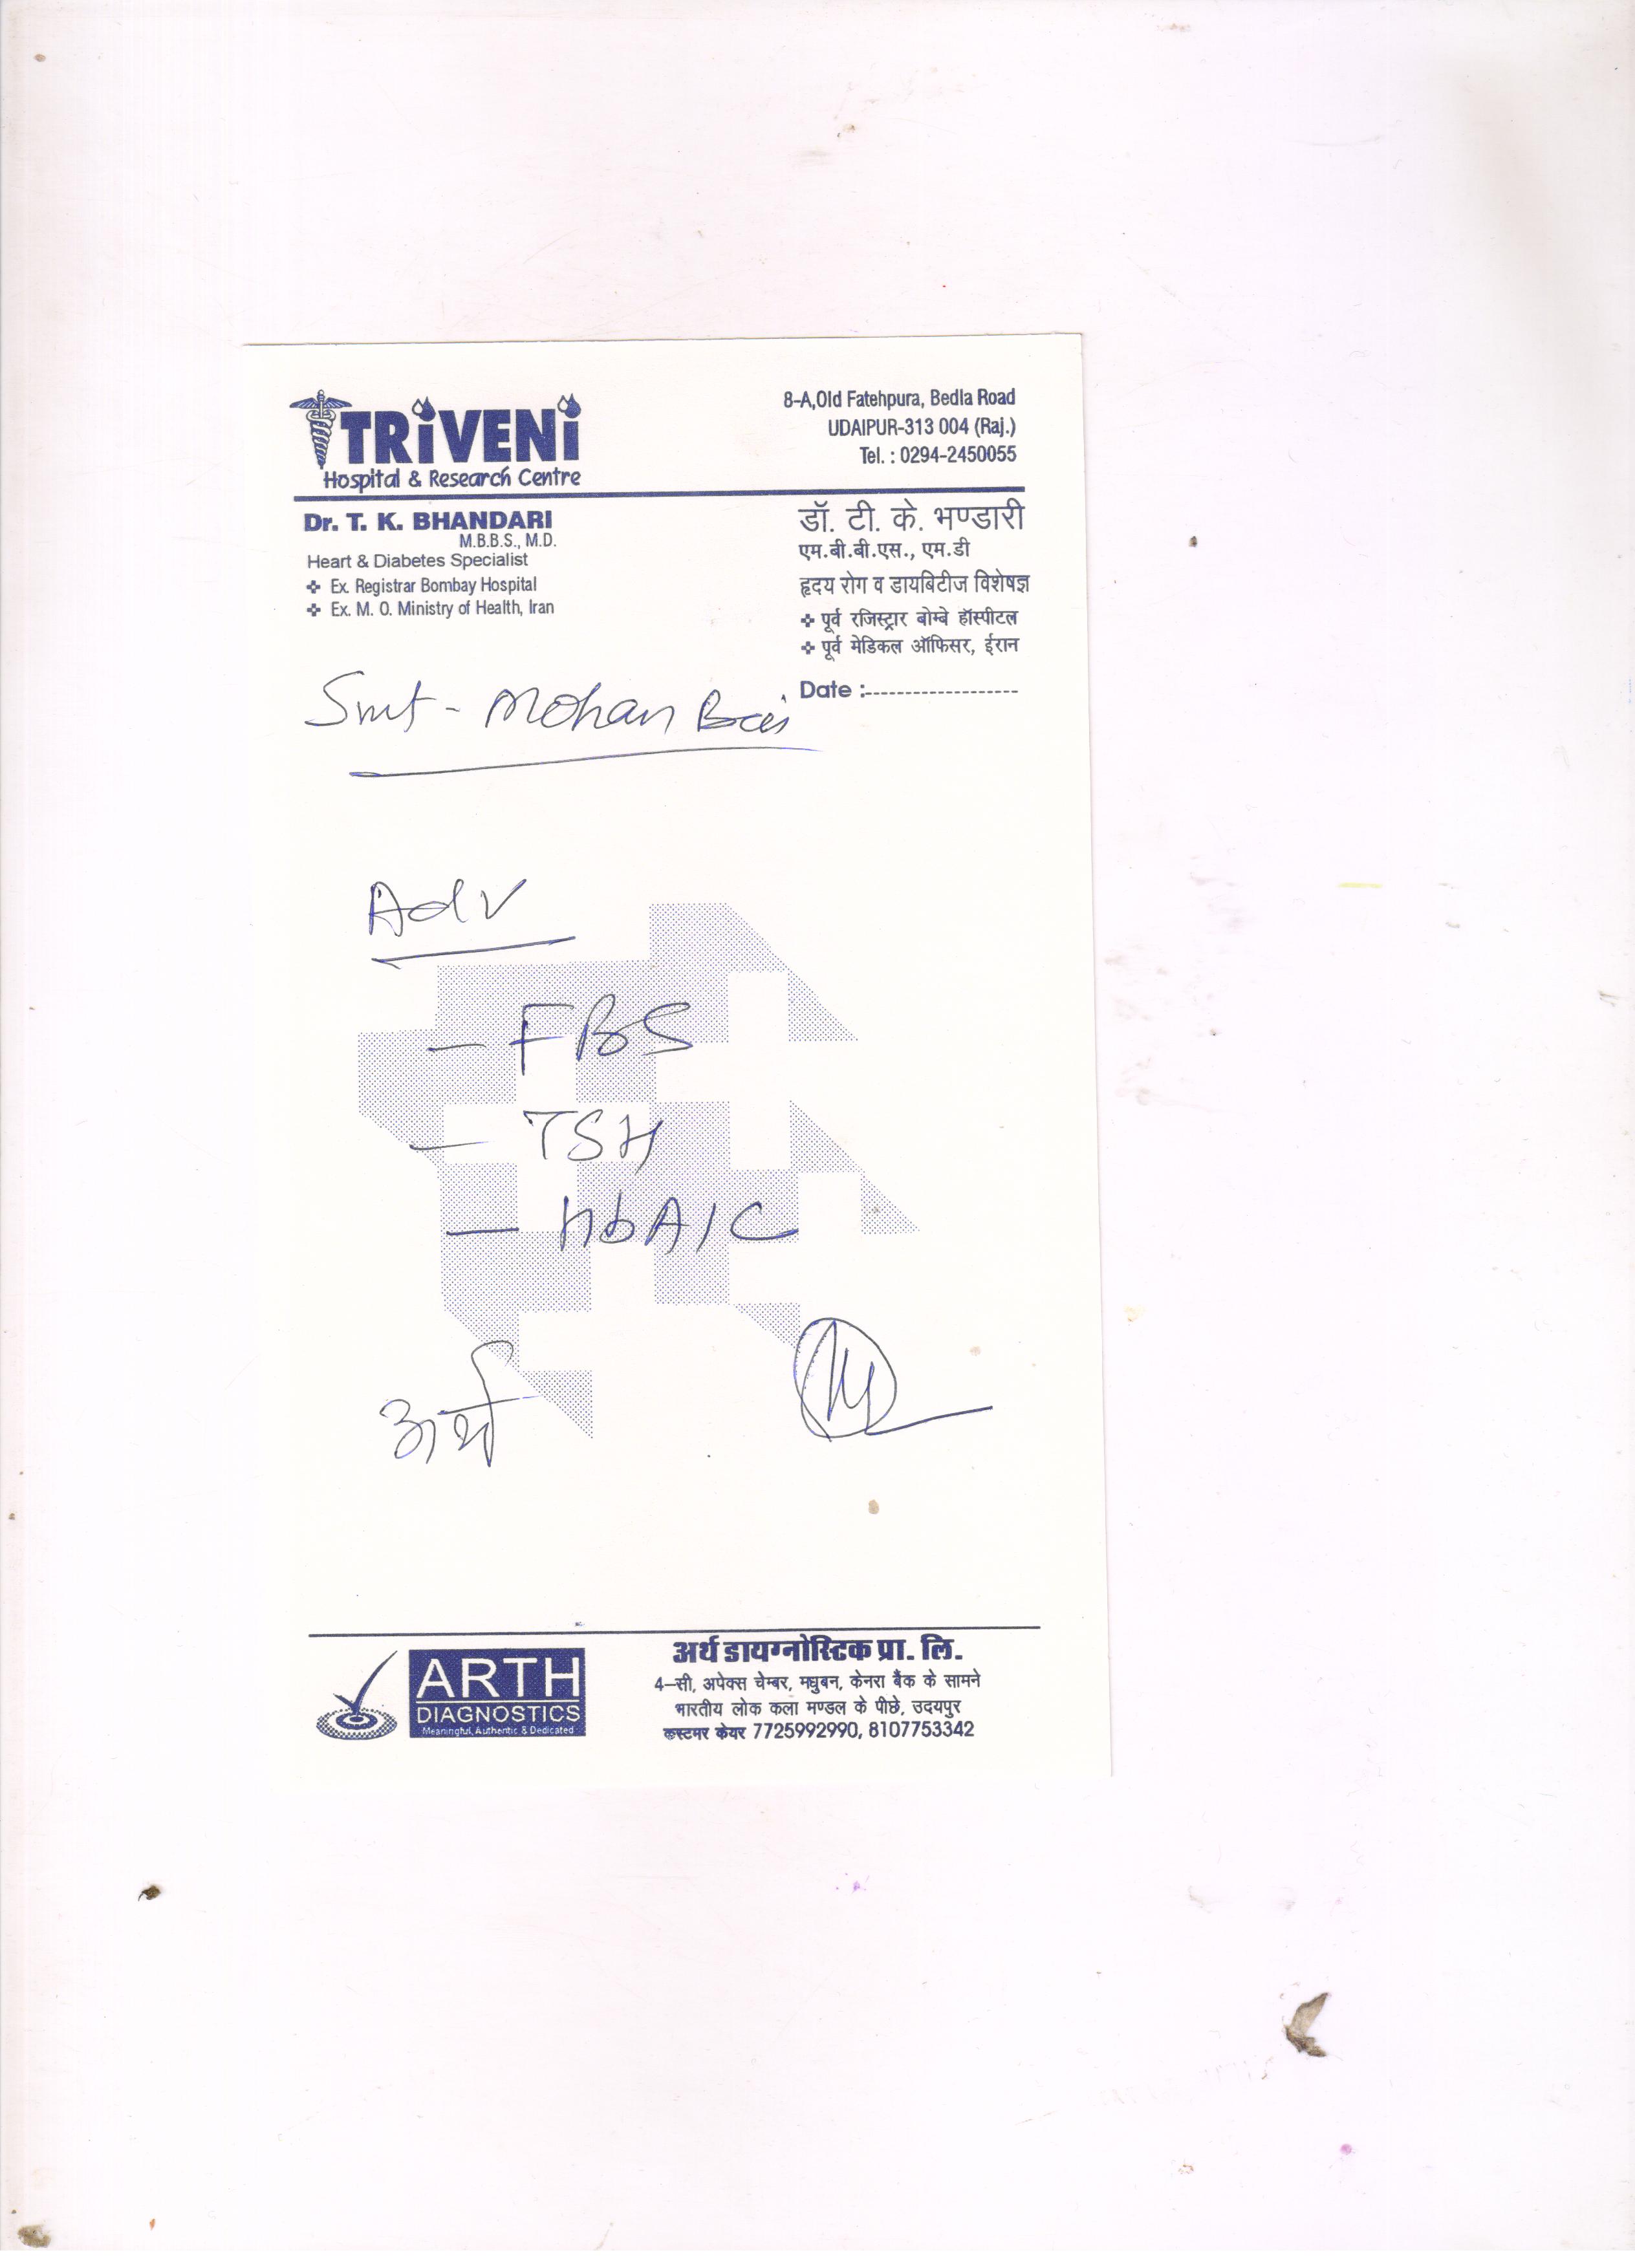 TRiVENi
Hospital & Research Centre
8-A,Old Fatehpura, Bedla Road
UDAIPUR-313 004 (Raj.)
Tel. : 0294-2450055
Dr. T. K. BHANDARI
M.B.B.S., M.D.
Heart & Diabetes Specialist
❖ Ex. Registrar Bombay Hospital
❖ Ex. M. O. Ministry of Health, Iran
डॉ. टी. के. भण्डारी
एम.बी.बी.एस., एम.डी
हृदय रोग व डायबिटीज विशेषज्ञ
❖ पूर्व रजिस्ट्रार बोम्बे हॉस्पीटल
❖ पूर्व मेडिकल ऑफिसर, ईरान
Date :-------------------
Smt - Mohan Bai
Adv
- FBS
- TSH
- hbA1C
अर्थ
ARTH
DIAGNOSTICS
Meaningful, Authentic & Dedicated
अर्थ डायग्नोस्टिक प्रा. लि.
4-सी, अपेक्स चेम्बर, मधुबन, केनरा बैंक के सामने
भारतीय लोक कला मण्डल के पीछे, उदयपुर
कस्टमर केयर 7725992990, 8107753342